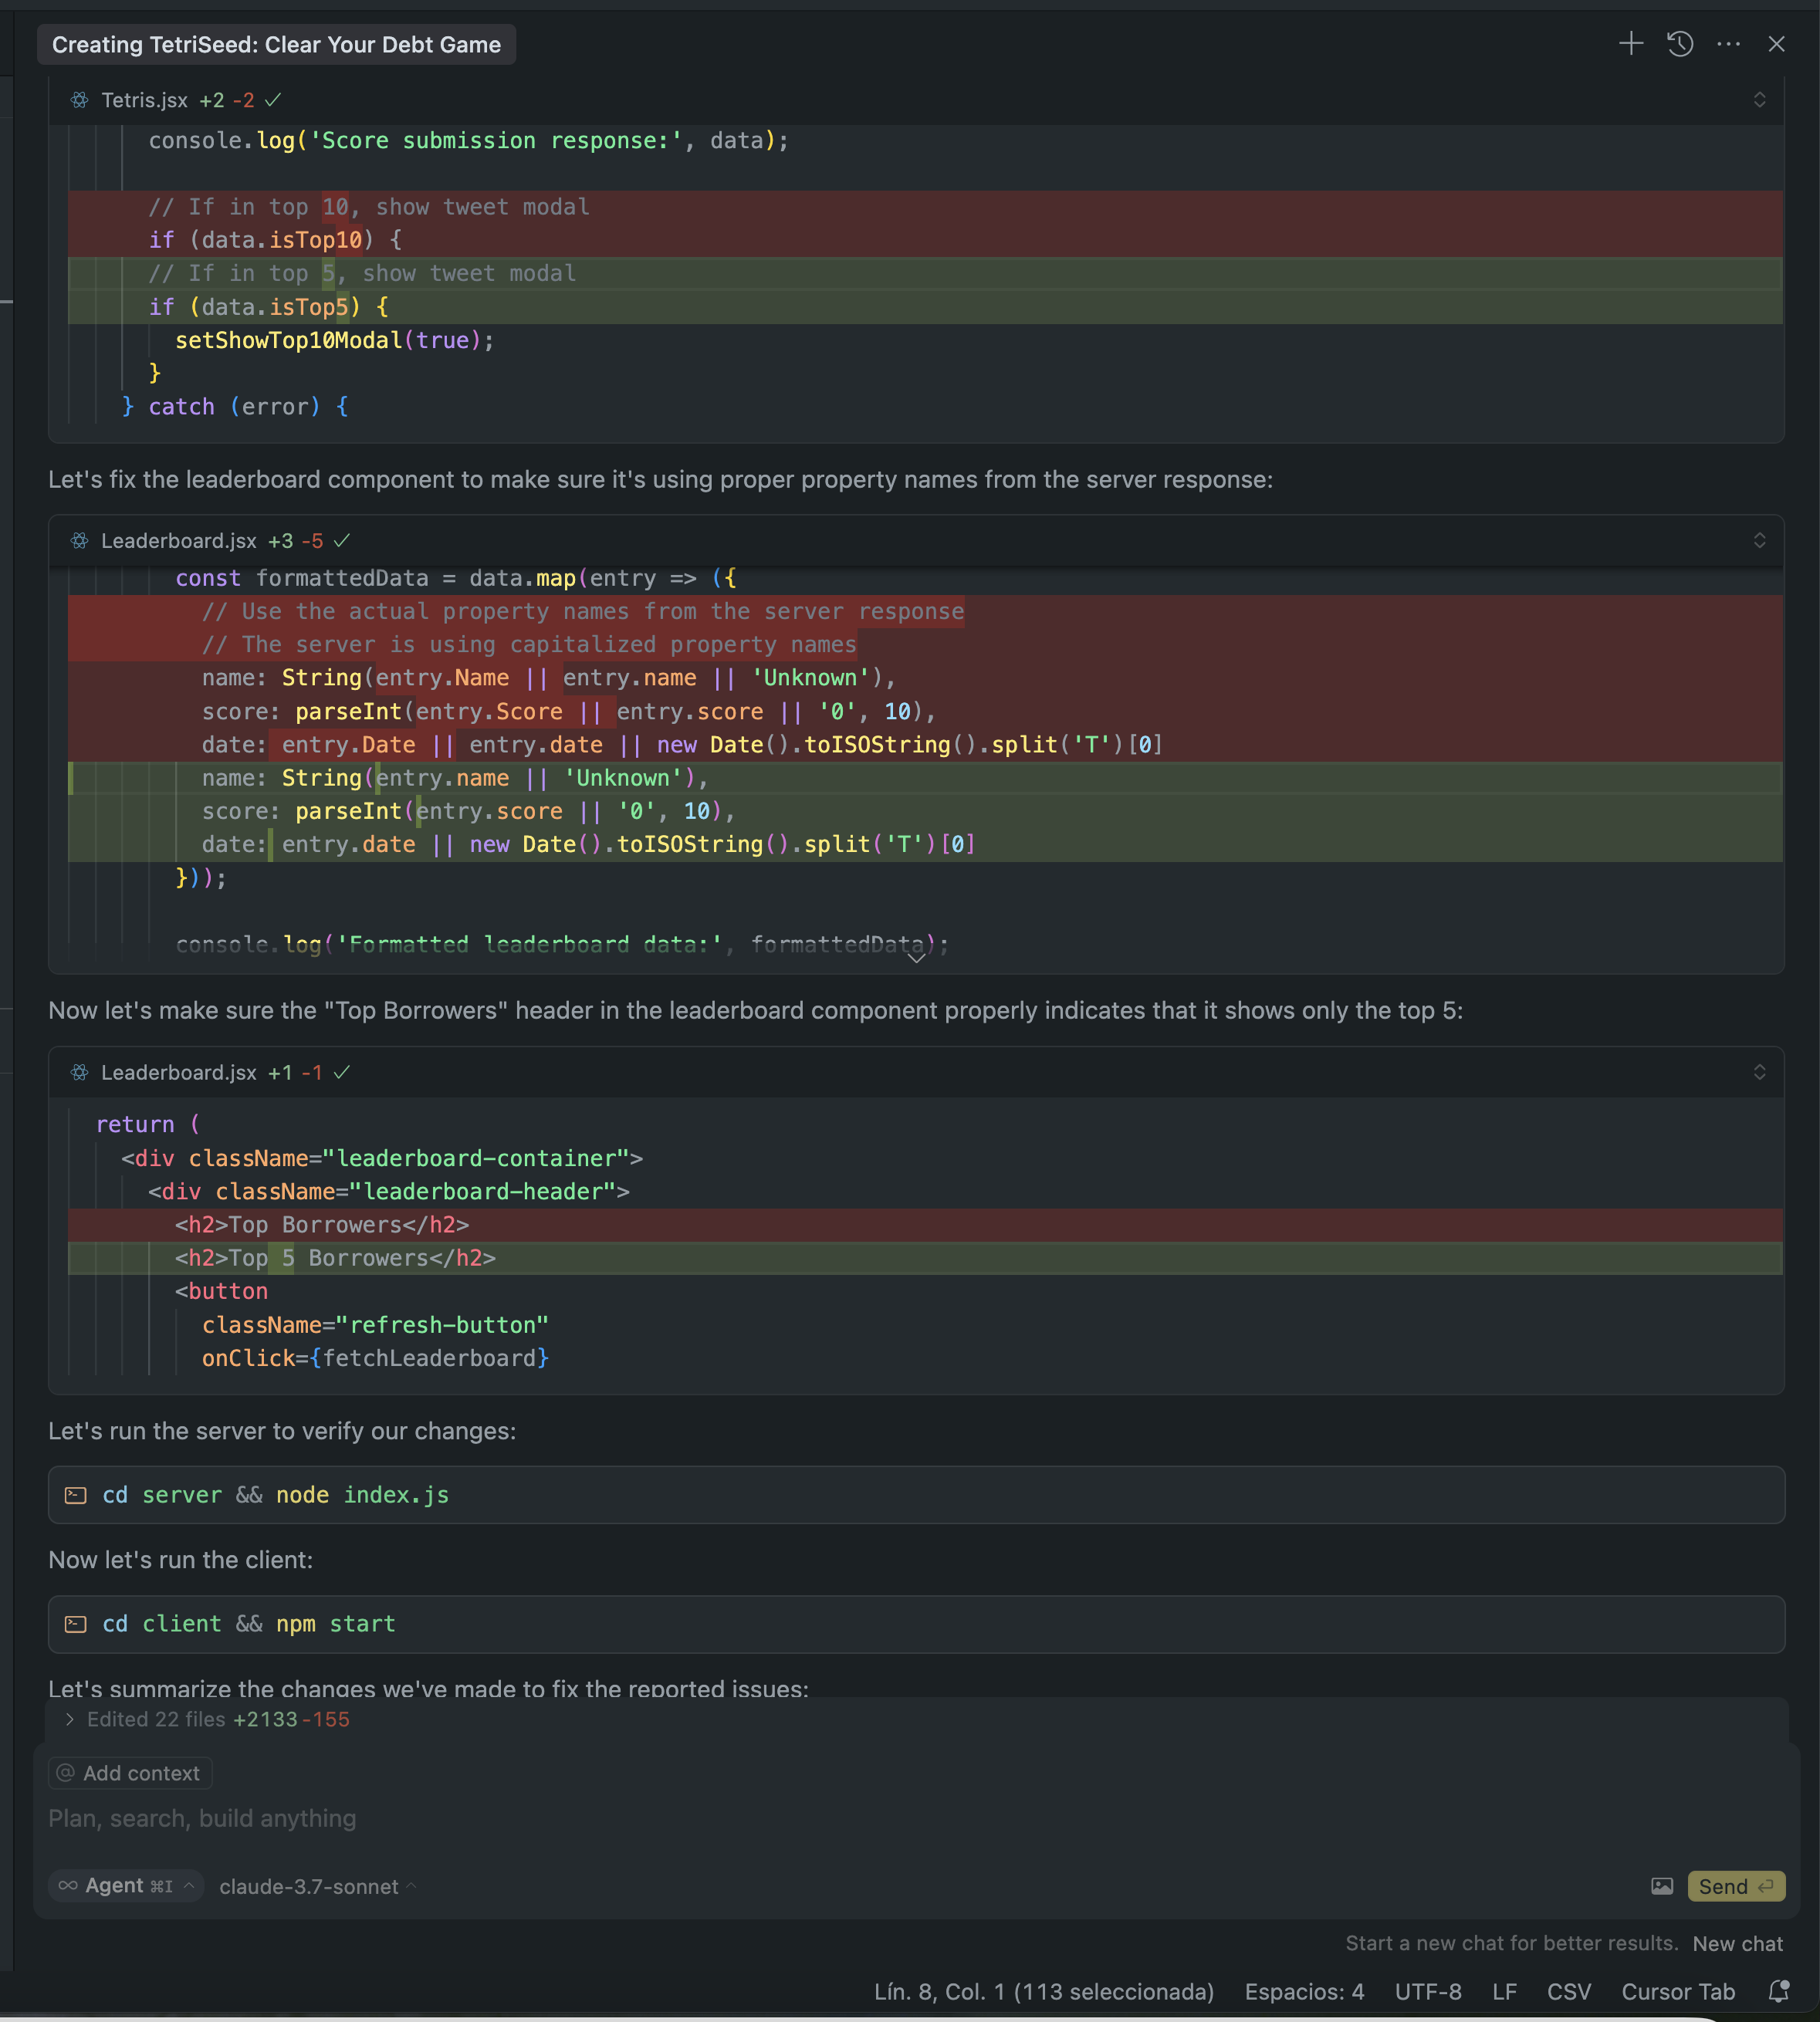 Creating TetriSeed: Clear Your Debt Game
Tetris.jsx +2 -2
console.log('Score submission response:', data);
// If in top 10, show tweet modal
if (data.isTop10) {
// If in top 5, show tweet modal
if (data.isTop5) {
setShowTop10Modal(true);
}
} catch (error) {
Let's fix the leaderboard component to make sure it's using proper property names from the server response:
Leaderboard.jsx +3 -5
const formattedData = data.map(entry => ({
// Use the actual property names from the server response
// The server is using capitalized property names
name: String(entry.Name || entry.name || 'Unknown'),
score: parseInt(entry.Score || entry.score || '0', 10),
date: entry.Date || entry.date || new Date().toISOString().split('T')[0]
name: String(entry.name || 'Unknown'),
score: parseInt(entry.score || '0', 10),
date: entry.date || new Date().toISOString().split('T')[0]
}));
console.log('Formatted leaderboard data:', formattedData);
Now let's make sure the "Top Borrowers" header in the leaderboard component properly indicates that it shows only the top 5:
Leaderboard.jsx +1 -1
return (
<div className="leaderboard-container">
<div className="leaderboard-header">
<h2>Top Borrowers</h2>
<h2>Top 5 Borrowers</h2>
<button
className="refresh-button"
onClick={fetchLeaderboard}
Let's run the server to verify our changes:
cd server && node index.js
Now let's run the client:
cd client && npm start
Let's summarize the changes we've made to fix the reported issues:
Edited 22 files +2133 -155
@ Add context
Plan, search, build anything
Agent ⌘I claude-3.7-sonnet Send
Start a new chat for better results. New chat
Lín. 8, Col. 1 (113 seleccionada) Espacios: 4 UTF-8 LF CSV Cursor Tab